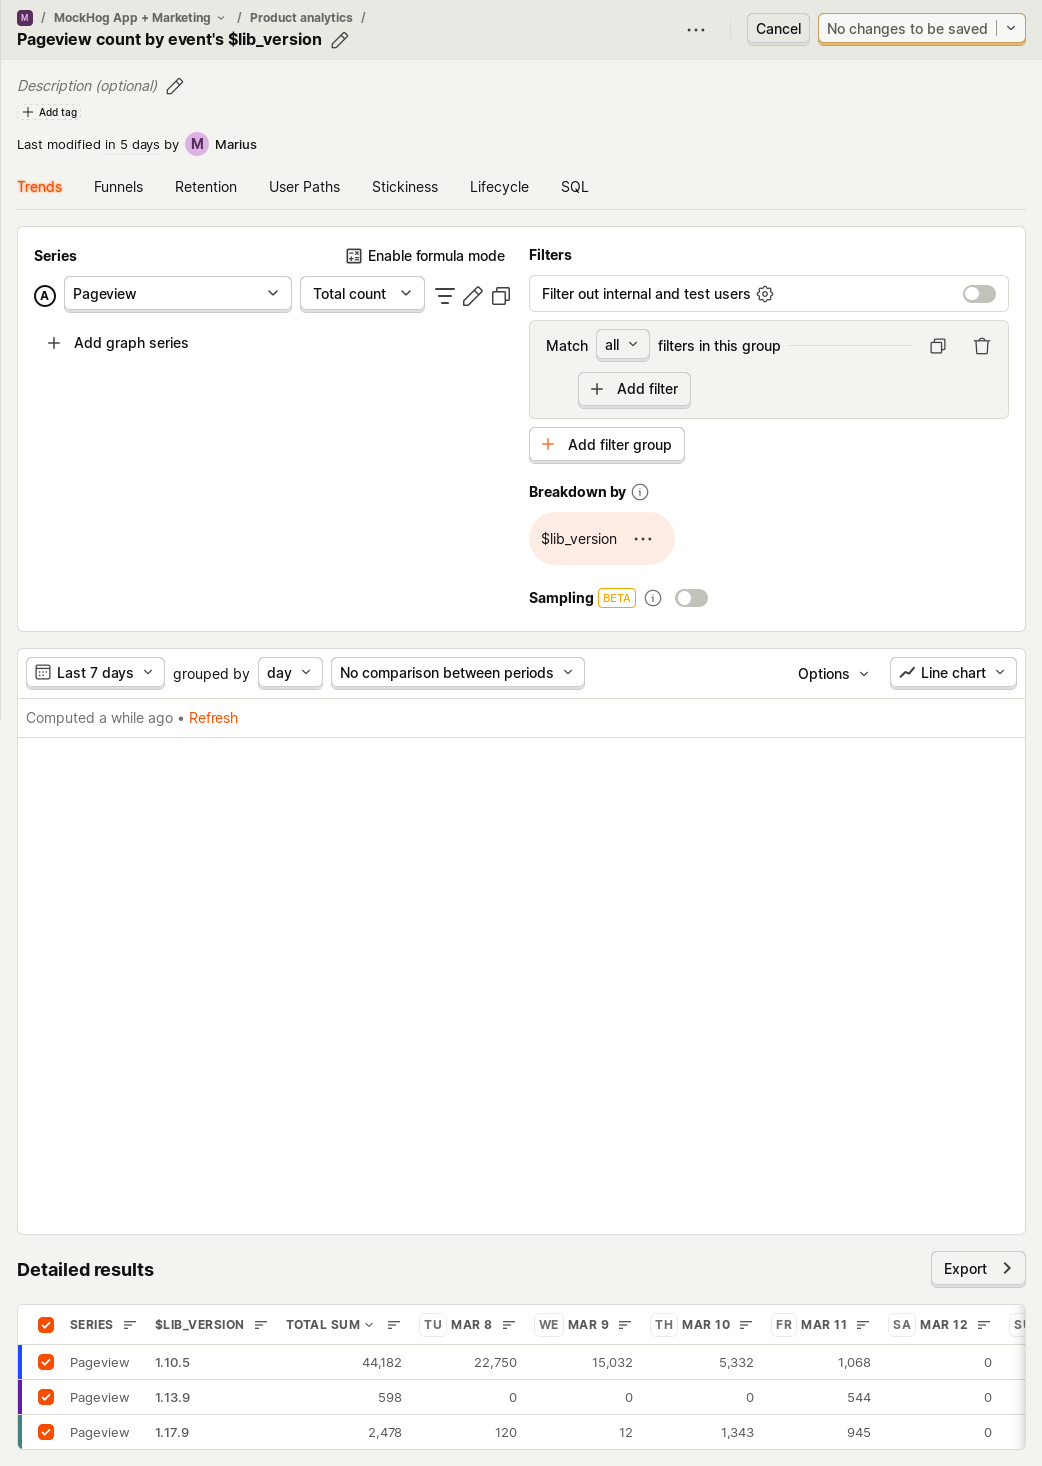 M / MockHog App + Marketing / Product analytics /
Pageview count by event's $lib_version
Cancel
No changes to be saved
Description (optional)
Add tag
Last modified in 5 days by M Marius
Trends Funnels Retention User Paths Stickiness Lifecycle SQL
Series
Enable formula mode
A Pageview Total count
Add graph series
Filters
Filter out internal and test users
Match all filters in this group
Add filter
Add filter group
Breakdown by
$lib_version
Sampling BETA
Last 7 days grouped by day No comparison between periods Options Line chart
Computed a while ago • Refresh
Detailed results
Export
SERIES $LIB_VERSION TOTAL SUM TU MAR 8 WE MAR 9 TH MAR 10 FR MAR 11 SA MAR 12
Pageview 1.10.5 44,182 22,750 15,032 5,332 1,068 0
Pageview 1.13.9 598 0 0 0 544 0
Pageview 1.17.9 2,478 120 12 1,343 945 0